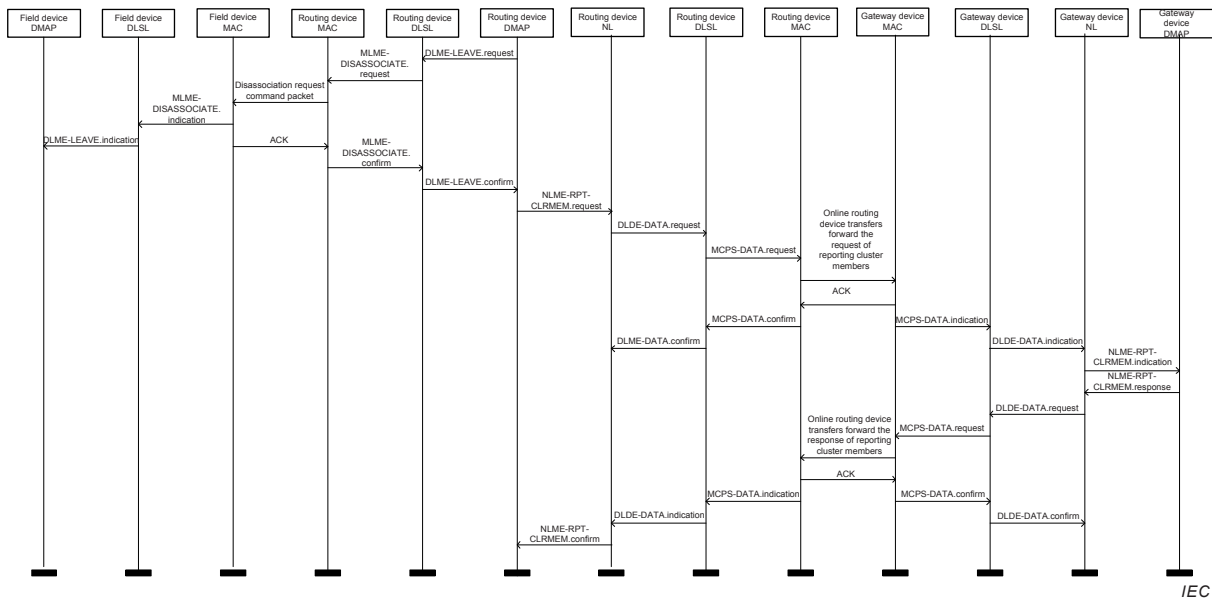 Field device
DMAP
Field device
DLSL
Field device
MAC
Routing device
MAC
Routing device
DLSL
Routing device
DMAP
Routing device
NL
Routing device
DLSL
Routing device
MAC
Gateway device
MAC
Gateway device
DLSL
Gateway device
NL
Gateway
device
DMAP
DLME-LEAVE.request
MLME-
DISASSOCIATE.
request
Disassociation request
command packet
MLME-
DISASSOCIATE.
indication
DLME-LEAVE.indication
ACK
MLME-
DISASSOCIATE.
confirm
DLME-LEAVE.confirm
NLME-RPT-
CLRMEM.request
DLDE-DATA.request
MCPS-DATA.request
Online routing
device transfers
forward the
request of
reporting cluster
members
ACK
MCPS-DATA.confirm
MCPS-DATA.indication
DLME-DATA.confirm
DLDE-DATA.indication
NLME-RPT-
CLRMEM.indication
NLME-RPT-
CLRMEM.response
DLDE-DATA.request
MCPS-DATA.request
Online routing device
transfers forward the
response of reporting
cluster members
ACK
MCPS-DATA.indication
MCPS-DATA.confirm
DLDE-DATA.indication
DLDE-DATA.confirm
NLME-RPT-
CLRMEM.confirm
IEC